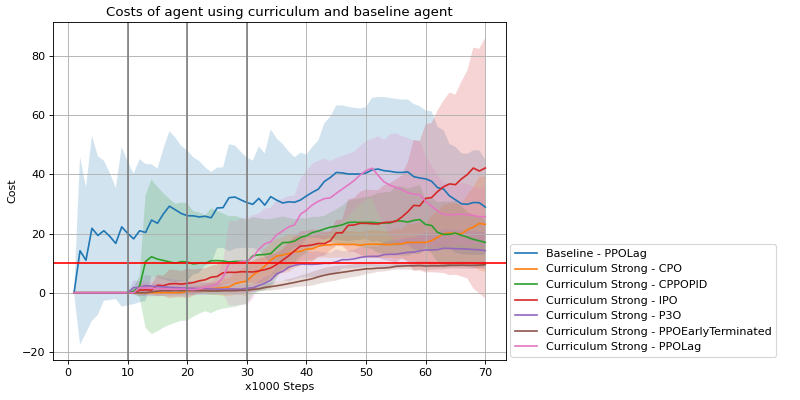 Costs of agent using curriculum and baseline agent
80
60
40
20
0
−20
Cost
0 10 20 30 40 50 60 70
x1000 Steps
Baseline - PPOLag
Curriculum Strong - CPO
Curriculum Strong - CPPOPID
Curriculum Strong - IPO
Curriculum Strong - P3O
Curriculum Strong - PPOEarlyTerminated
Curriculum Strong - PPOLag